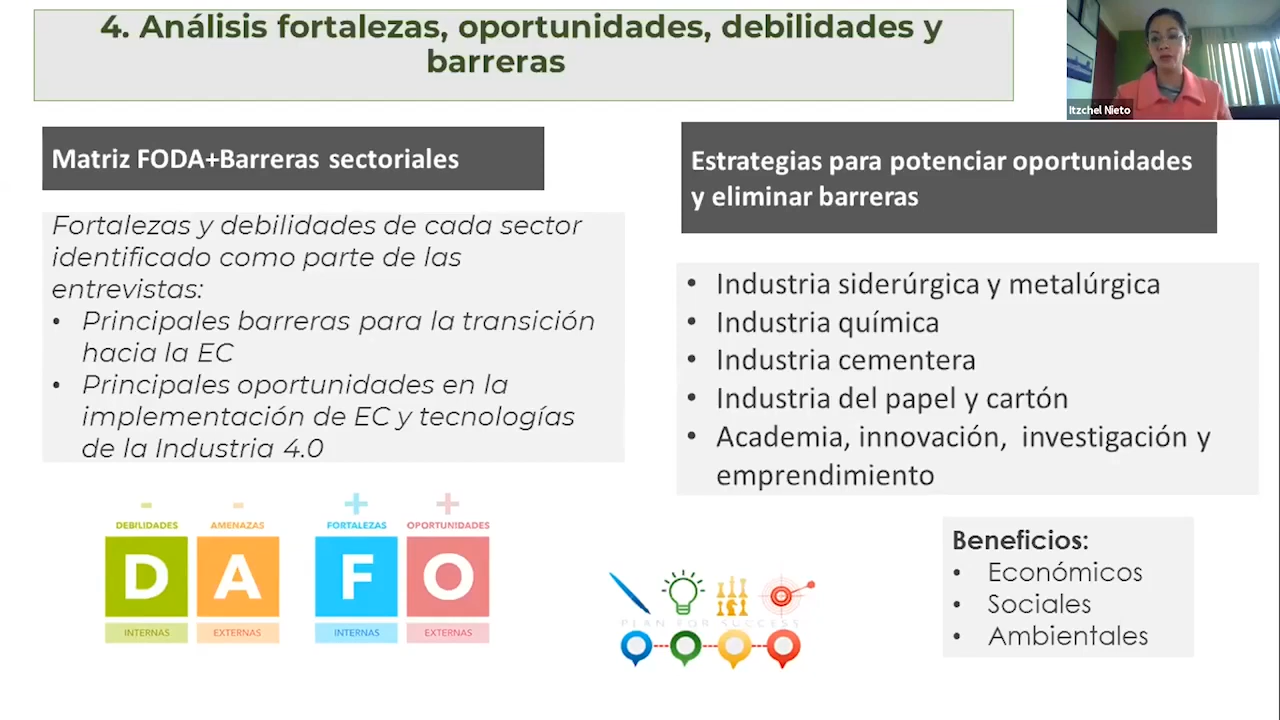 4. Análisis fortalezas, oportunidades, debilidades y
barreras
Itzchel Nieto
Matriz FODA+Barreras sectoriales
Fortalezas y debilidades de cada sector
identificado como parte de las
entrevistas:
• Principales barreras para la transición
hacia la EC
• Principales oportunidades en la
implementación de EC y tecnologías
de la Industria 4.0
Estrategias para potenciar oportunidades
y eliminar barreras
• Industria siderúrgica y metalúrgica
• Industria química
• Industria cementera
• Industria del papel y cartón
• Academia, innovación, investigación y
emprendimiento
- - + +
DEBILIDADES AMENAZAS FORTALEZAS OPORTUNIDADES
D A F O
INTERNAS EXTERNAS INTERNAS EXTERNAS
PLAN FOR SUCCESS
Beneficios:
• Económicos
• Sociales
• Ambientales